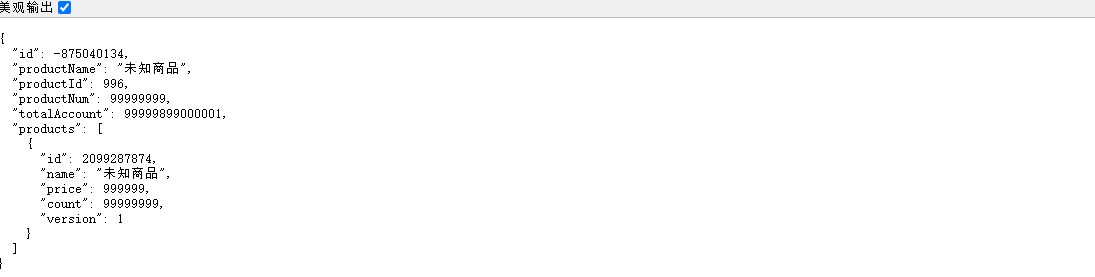 美观输出
{
  "id": -875040134,
  "productName": "未知商品",
  "productId": 996,
  "productNum": 99999999,
  "totalAccount": 99999899000001,
  "products": [
    {
      "id": 2099287874,
      "name": "未知商品",
      "price": 999999,
      "count": 99999999,
      "version": 1
    }
  ]
}